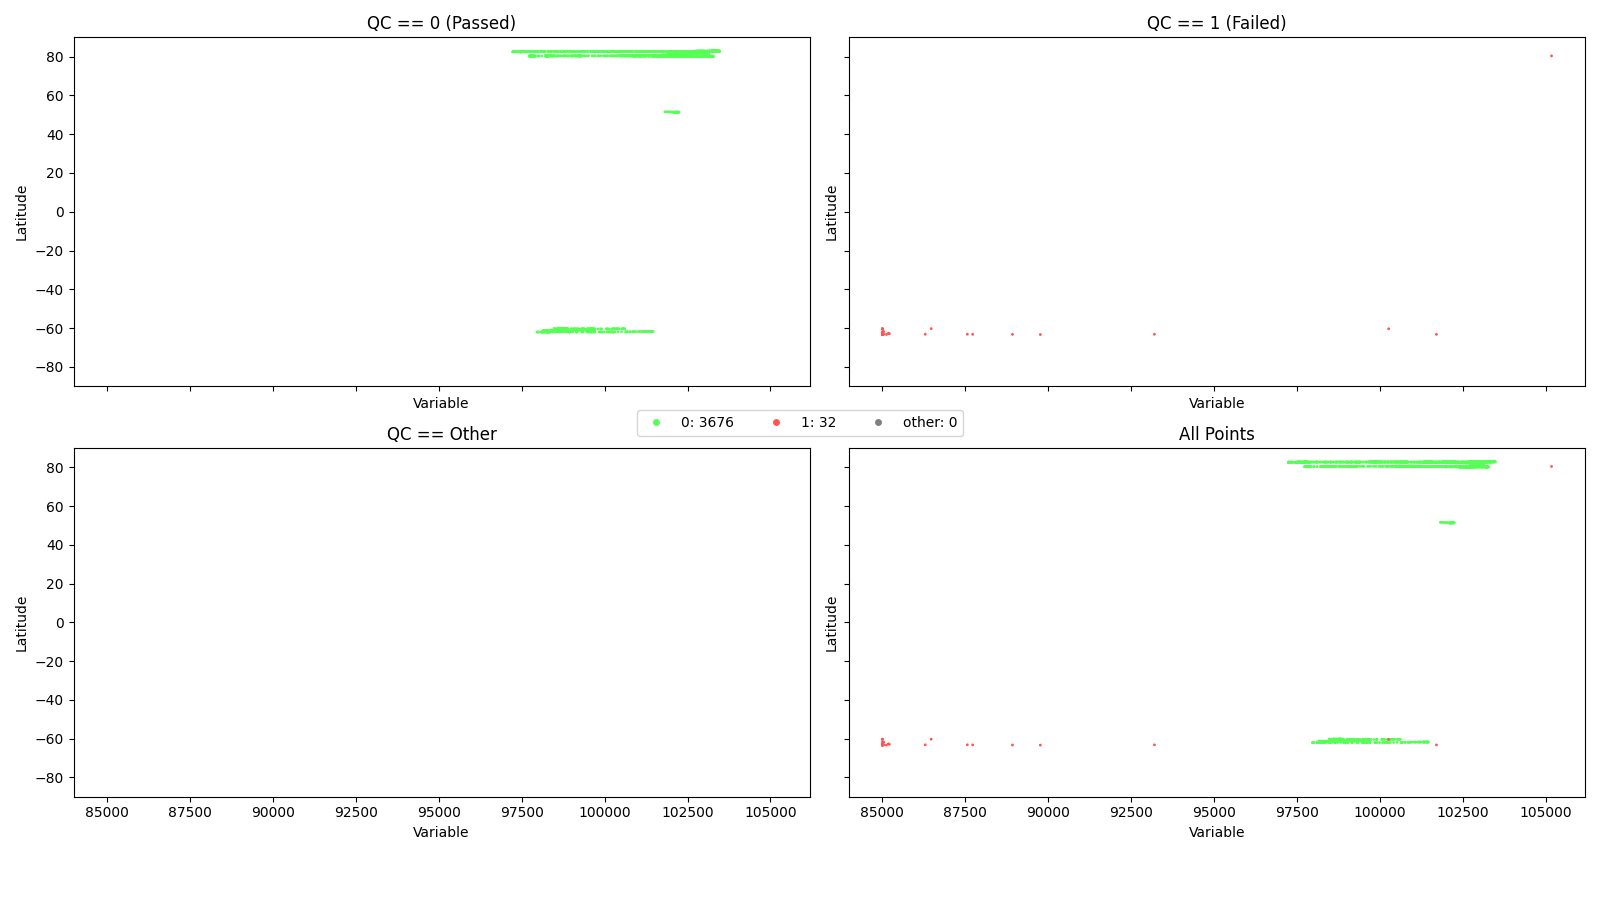 QC == 0 (Passed)
QC == 1 (Failed)
80
60
40
20
0
−20
−40
−60
−80
Latitude
Latitude
Variable
Variable
0: 3676
1: 32
other: 0
QC == Other
All Points
80
60
40
20
0
−20
−40
−60
−80
Latitude
Latitude
85000 87500 90000 92500 95000 97500 100000 102500 105000
85000 87500 90000 92500 95000 97500 100000 102500 105000
Variable
Variable